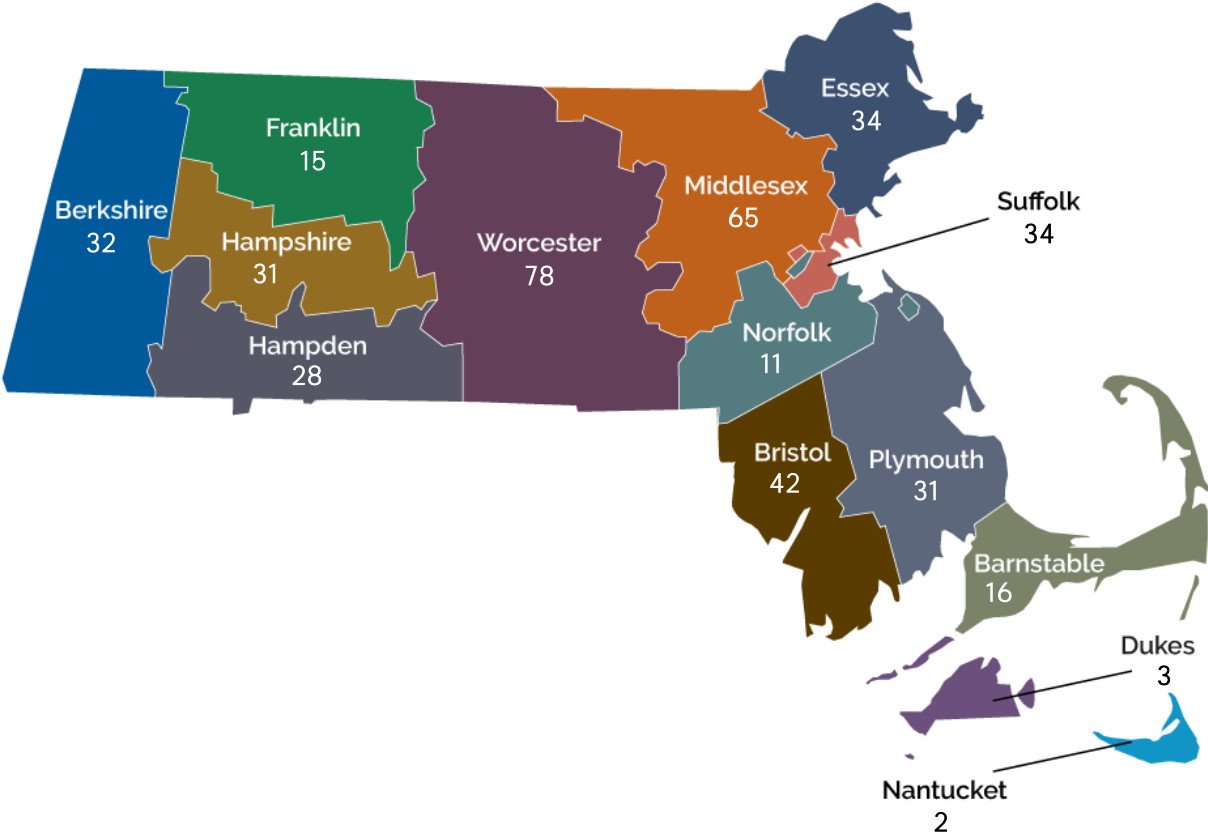 Essex
34
Franklin
15
Middlesex
65
Suffolk
34
Berkshire
32
Hampshire
31
Worcester
78
Norfolk
11
Hampden
28
Bristol
42
Plymouth
31
Barnstable
16
Dukes
3
Nantucket
2